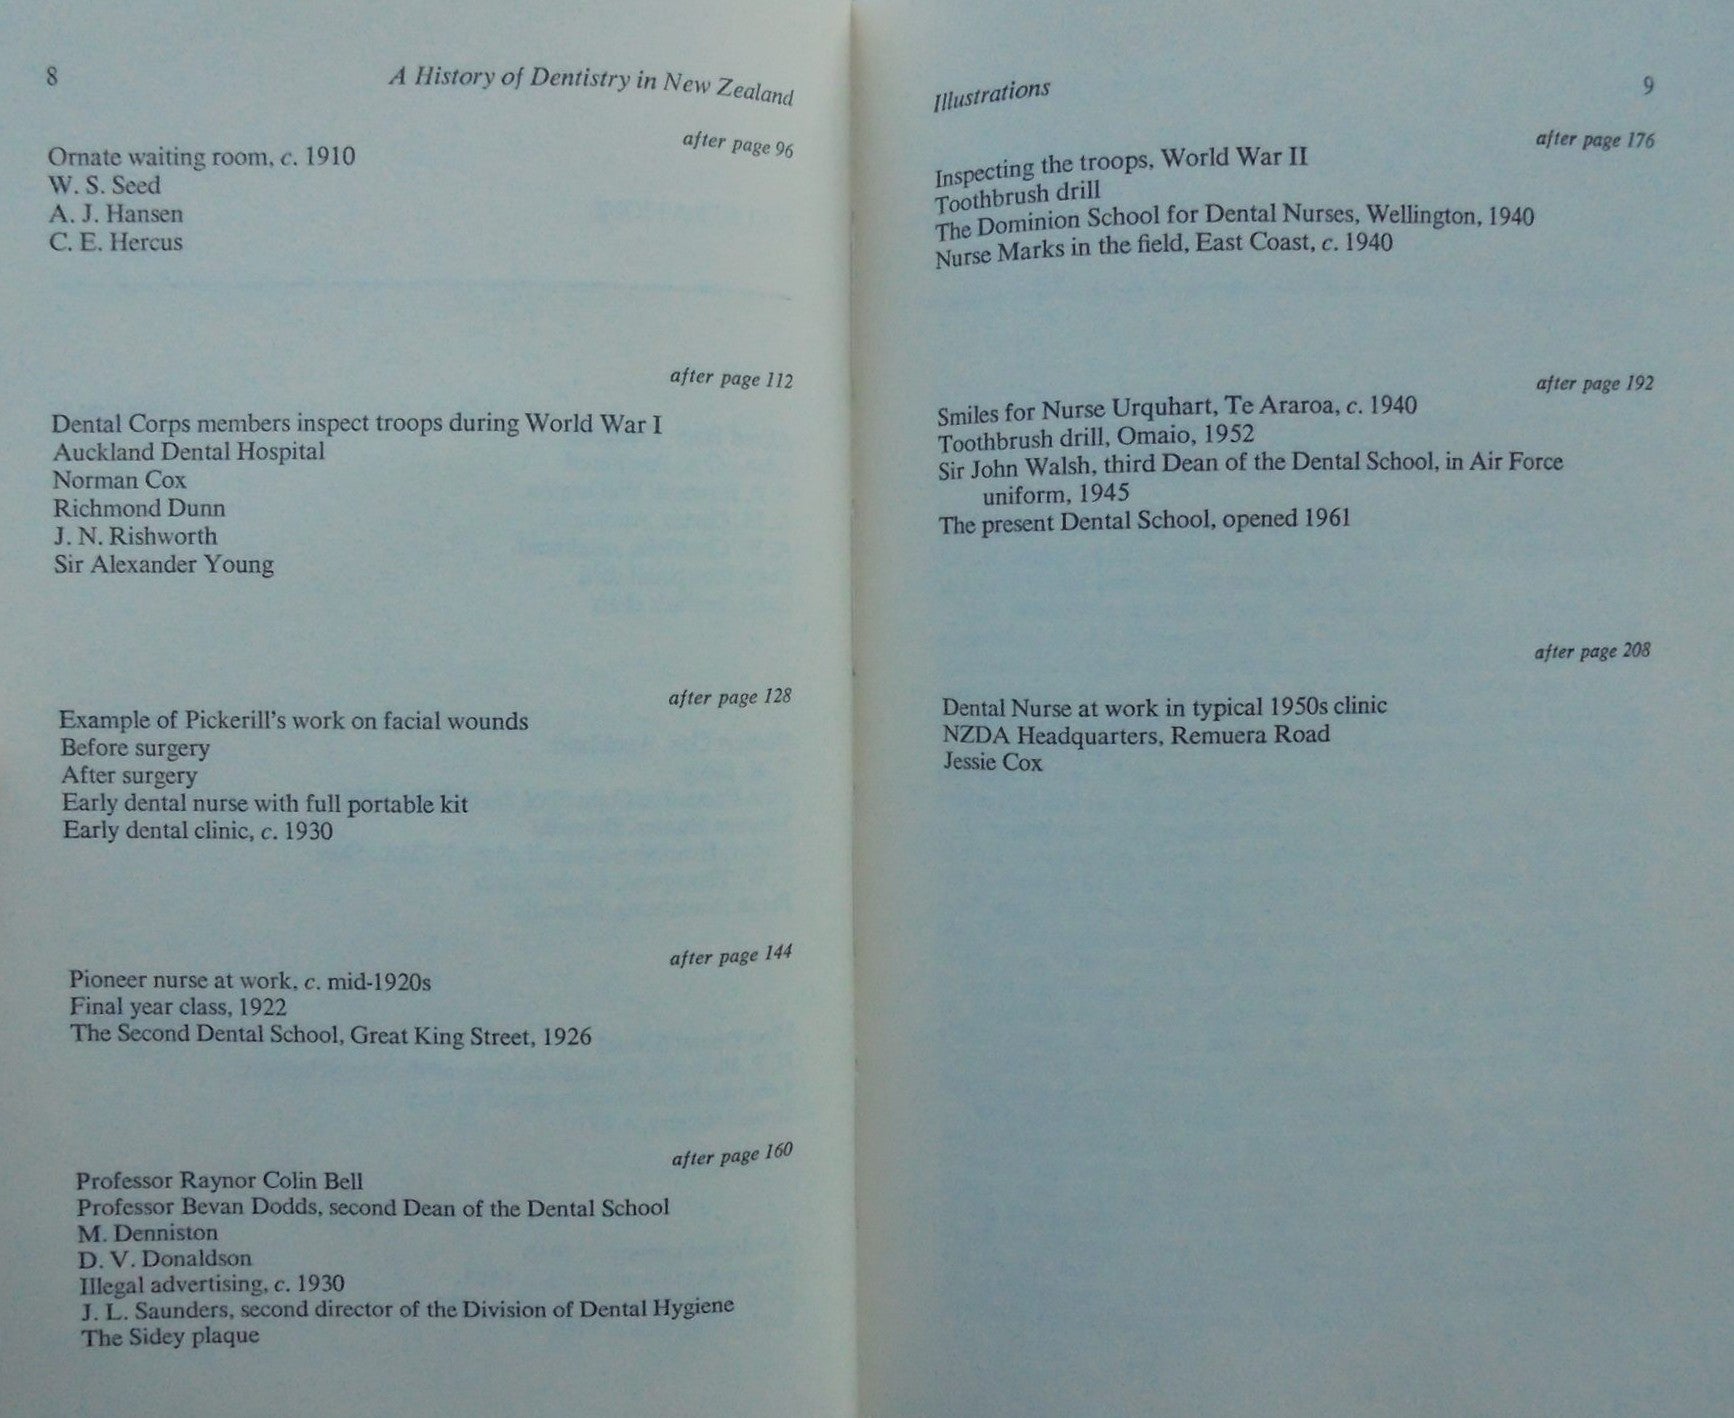 8
A History of Dentistry in New Zealand
after page 96
Ornate waiting room, c. 1910
W. S. Seed
A. J. Hansen
C. E. Hercus
after page 112
Dental Corps members inspect troops during World War I
Auckland Dental Hospital
Norman Cox
Richmond Dunn
J. N. Rishworth
Sir Alexander Young
after page 128
Example of Pickerill's work on facial wounds
Before surgery
After surgery
Early dental nurse with full portable kit
Early dental clinic, c. 1930
after page 144
Pioneer nurse at work, c. mid-1920s
Final year class, 1922
The Second Dental School, Great King Street, 1926
after page 160
Professor Raynor Colin Bell
Professor Bevan Dodds, second Dean of the Dental School
M. Denniston
D. V. Donaldson
Illegal advertising, c. 1930
J. L. Saunders, second director of the Division of Dental Hygiene
The Sidey plaque
Illustrations
9
after page 176
Inspecting the troops, World War II
Toothbrush drill
The Dominion School for Dental Nurses, Wellington, 1940
Nurse Marks in the field, East Coast, c. 1940
after page 192
Smiles for Nurse Urquhart, Te Araroa, c. 1940
Toothbrush drill, Omaio, 1952
Sir John Walsh, third Dean of the Dental School, in Air Force
uniform, 1945
The present Dental School, opened 1961
after page 208
Dental Nurse at work in typical 1950s clinic
NZDA Headquarters, Remuera Road
Jessie Cox